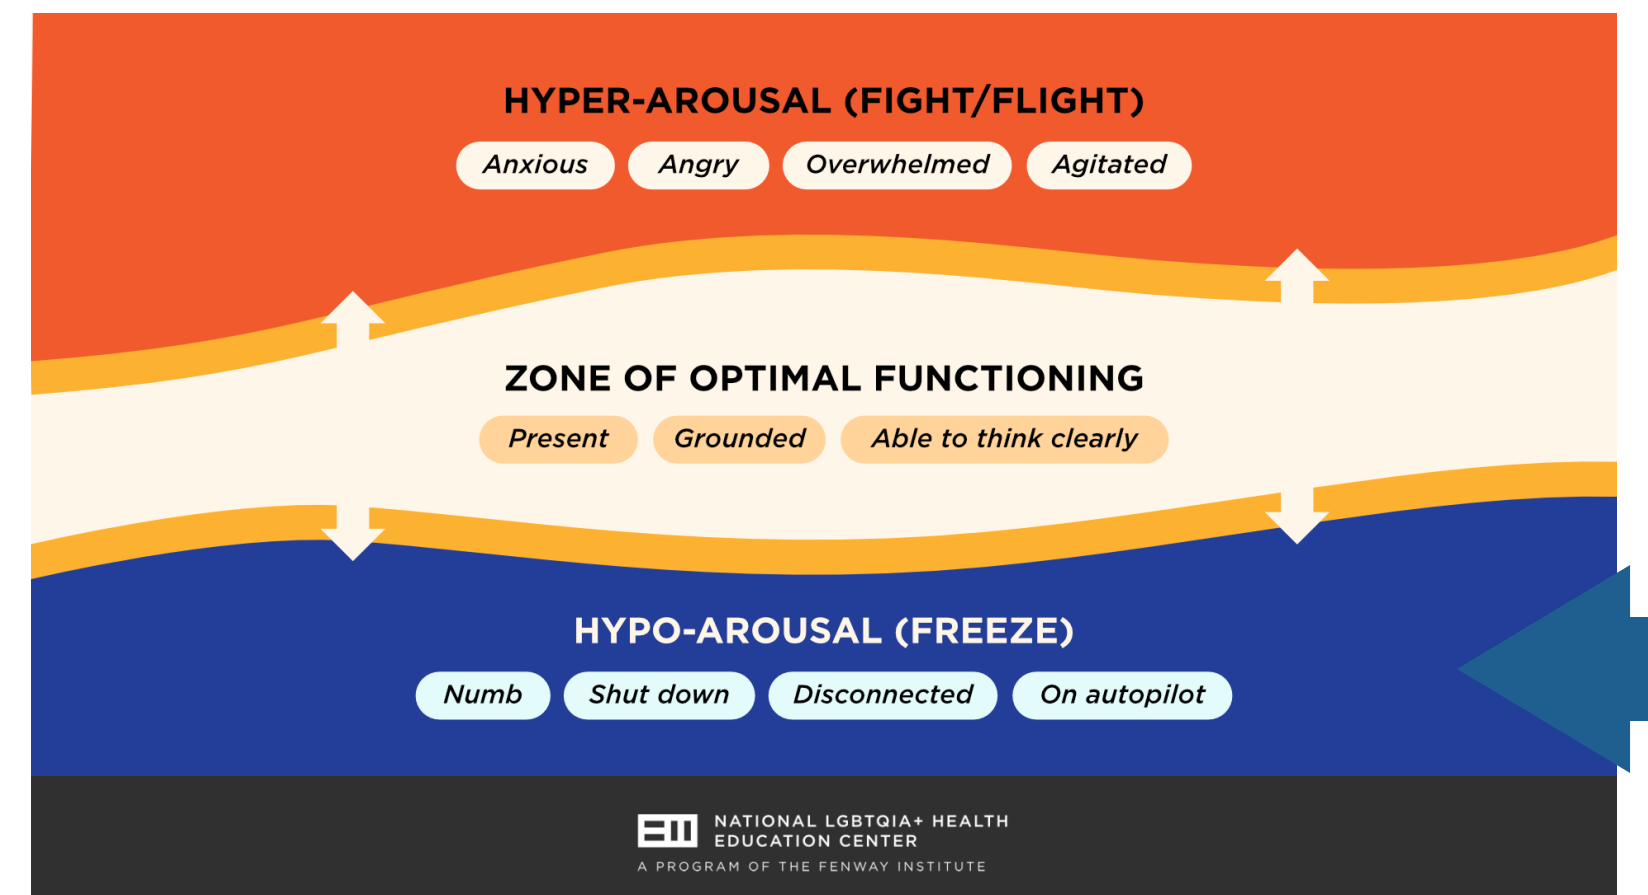 HYPER-AROUSAL (FIGHT/FLIGHT)
Anxious Angry Overwhelmed Agitated
ZONE OF OPTIMAL FUNCTIONING
Present Grounded Able to think clearly
HYPO-AROUSAL (FREEZE)
Numb Shut down Disconnected On autopilot
NATIONAL LGBTQIA+ HEALTH
EDUCATION CENTER
A PROGRAM OF THE FENWAY INSTITUTE